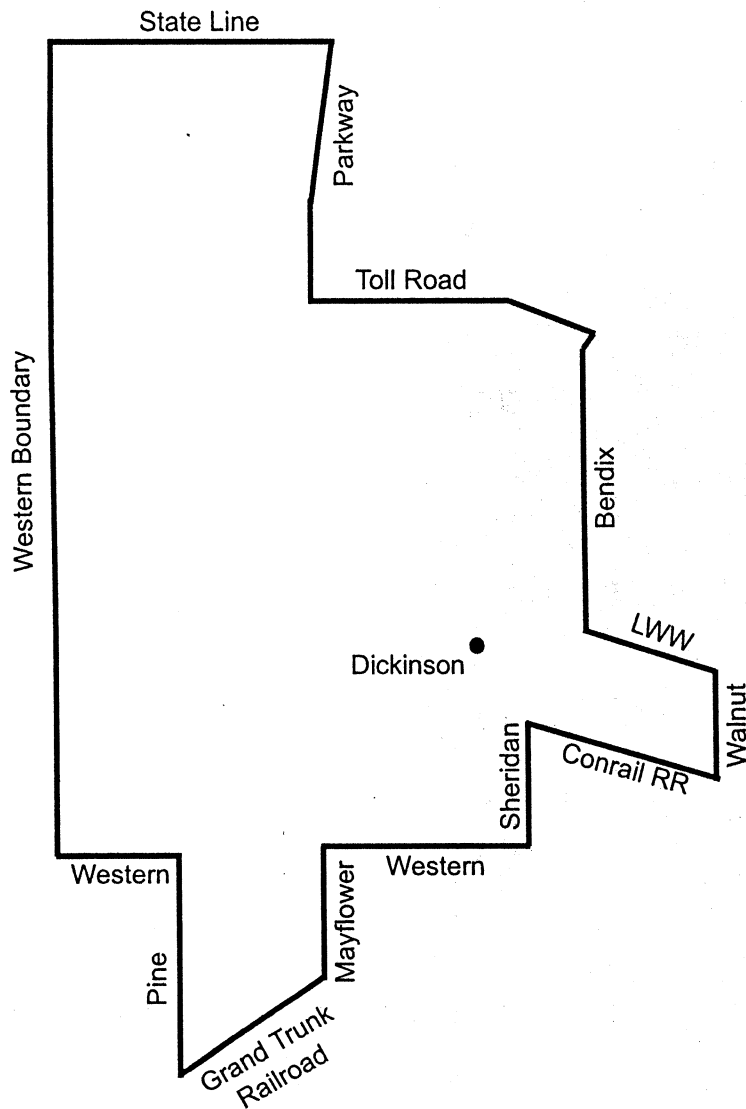 State Line
Parkway
Toll Road
Western Boundary
Bendix
LWW
Dickinson
Walnut
Sheridan
Conrail RR
Western
Western
Mayflower
Pine
Grand Trunk
Railroad